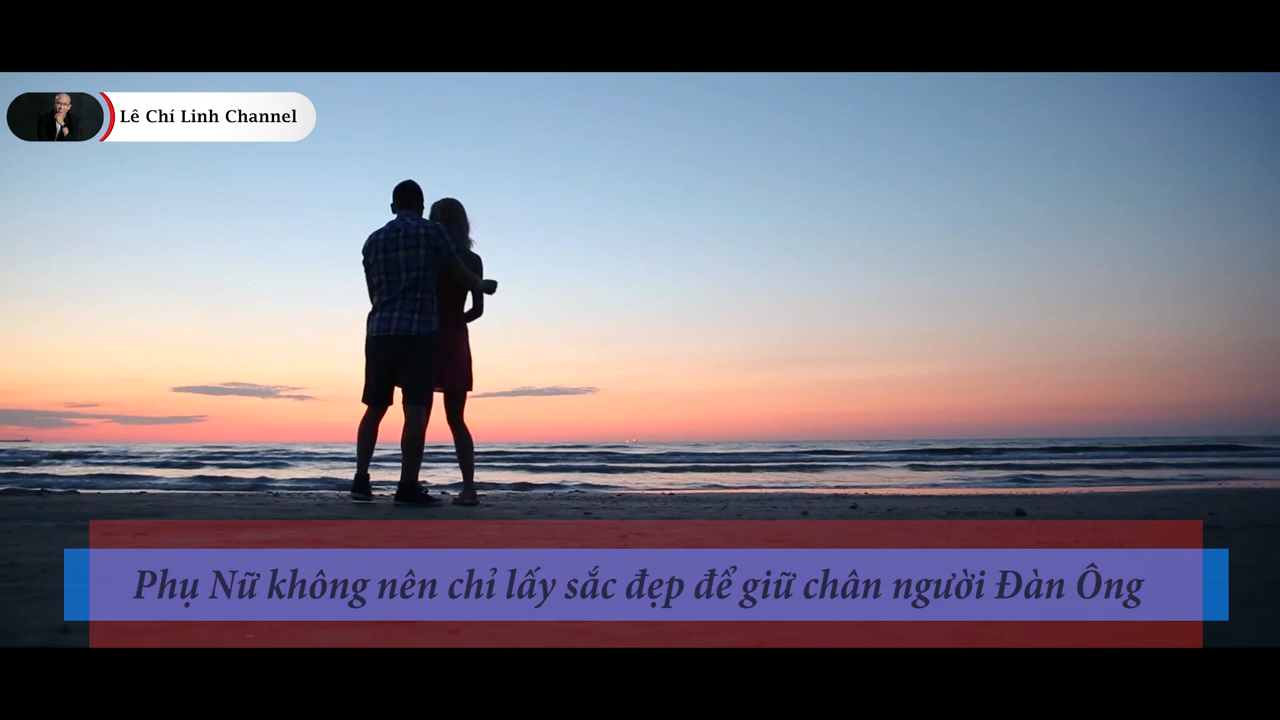 Lê Chí Linh Channel
Phụ Nữ không nên chỉ lấy sắc đẹp để giữ chân người Đàn Ông